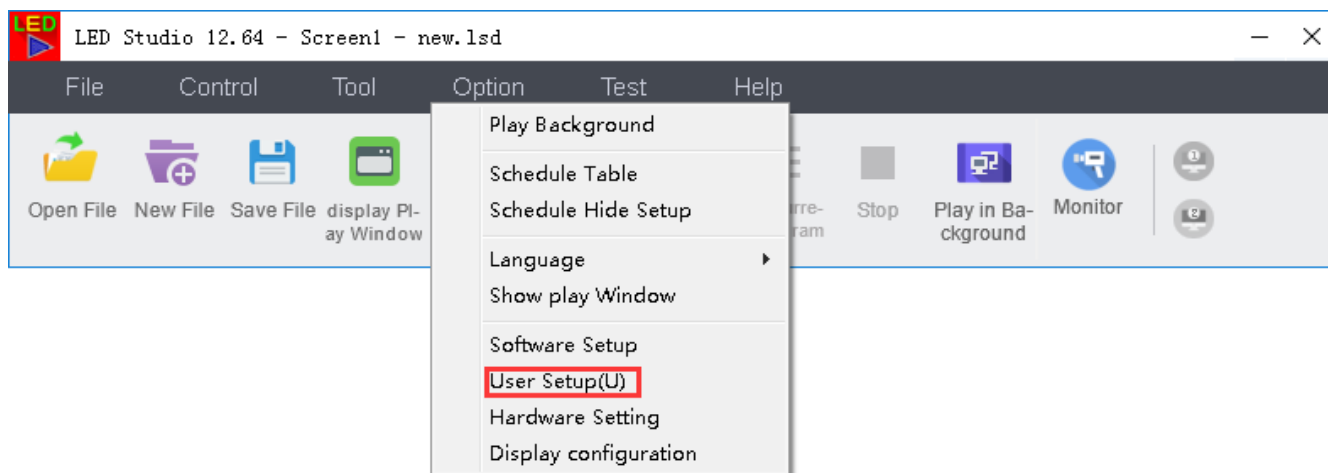 LED
LED Studio 12.64 - Screen1 - new.lsd
File Control Tool Option Test Help
Open File
New File
Save File
display Pl-
ay Window
Play Background
Schedule Table
Schedule Hide Setup
Language
Show play Window
Software Setup
User Setup(U)
Hardware Setting
Display configuration
Stop
Play in Ba-
ckground
Monitor
1
2